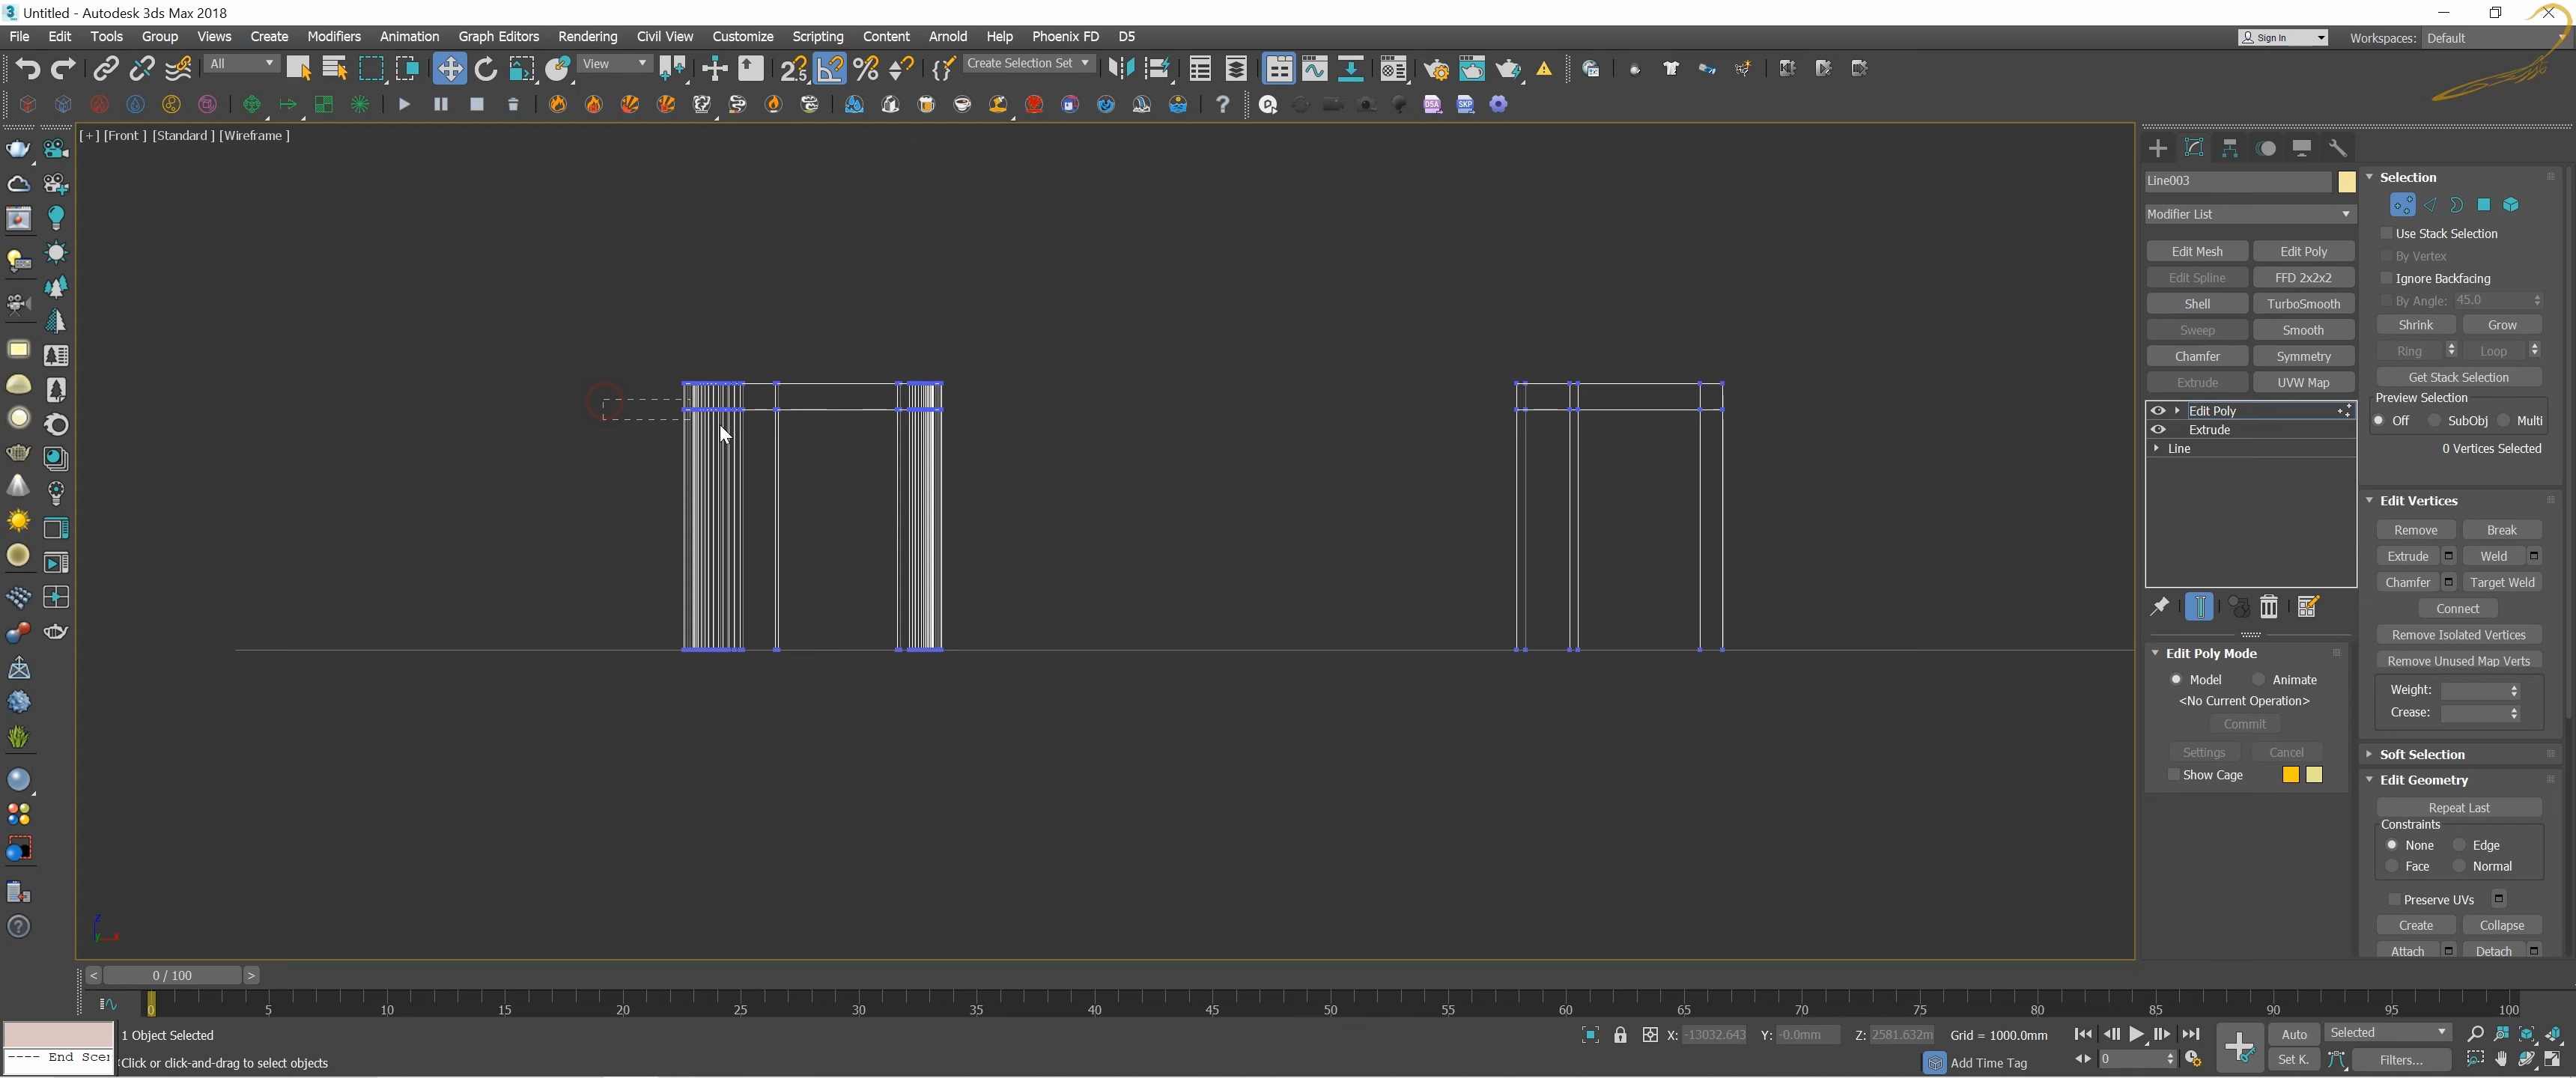 Untitled - Autodesk 3ds Max 2018
File Edit Tools Group Views Create Modifiers Animation Graph Editors Rendering Civil View Customize Scripting Content Arnold Help Phoenix FD D5
Sign In Workspaces: Default
All View Create Selection Set
[+] [Front ] [Standard ] [Wireframe ]
Line003
Modifier List
Edit Mesh Edit Poly
Edit Spline FFD 2x2x2
Shell TurboSmooth
Sweep Smooth
Chamfer Symmetry
Extrude UVW Map
Edit Poly
Extrude
Line
Edit Poly Mode
Model Animate
<No Current Operation>
Commit
Settings Cancel
Show Cage
Selection
Use Stack Selection
By Vertex
Ignore Backfacing
By Angle: 45.0
Shrink Grow
Ring Loop
Get Stack Selection
Preview Selection
Off SubObj Multi
0 Vertices Selected
Edit Vertices
Remove Break
Extrude Weld
Chamfer Target Weld
Connect
Remove Isolated Vertices
Remove Unused Map Verts
Weight:
Crease:
Soft Selection
Edit Geometry
Repeat Last
Constraints
None Edge
Face Normal
Preserve UVs
Create Collapse
Attach Detach
< 0 / 100 >
0 5 10 15 20 25 30 35 40 45 50 55 60 65 70 75 80 85 90 95 100
1 Object Selected
X: -13032.643 Y: -0.0mm Z: 2581.632m Grid = 1000.0mm
Auto Selected
---- End Scer
Click or click-and-drag to select objects
Add Time Tag
0
Set K. Filters...